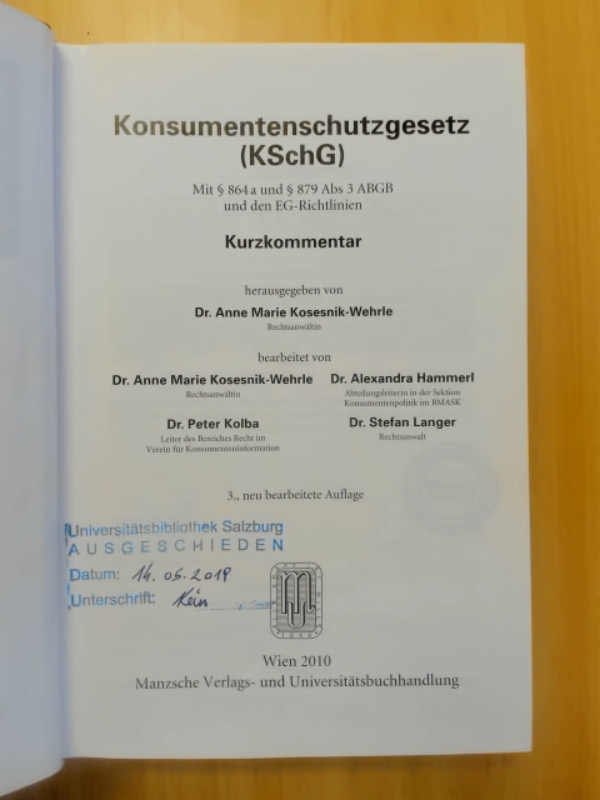 Konsumentenschutzgesetz
(KSchG)
Mit § 864 a und § 879 Abs 3 ABGB
und den EG-Richtlinien
Kurzkommentar
herausgegeben von
Dr. Anne Marie Kosesnik-Wehrle
Rechtsanwältin
bearbeitet von
Dr. Anne Marie Kosesnik-Wehrle
Rechtsanwältin
Dr. Alexandra Hammerl
Abteilungsleiterin in der Sektion
Konsumentenpolitik im BMASK
Dr. Peter Kolba
Leiter des Bereiches Recht im
Verein für Konsumenteninformation
Dr. Stefan Langer
Rechtsanwalt
3., neu bearbeitete Auflage
Universitätsbibliothek Salzburg
AUSGESCHIEDEN
Datum: 14. 05. 2019
Unterschrift:
Wien 2010
Manzsche Verlags- und Universitätsbuchhandlung